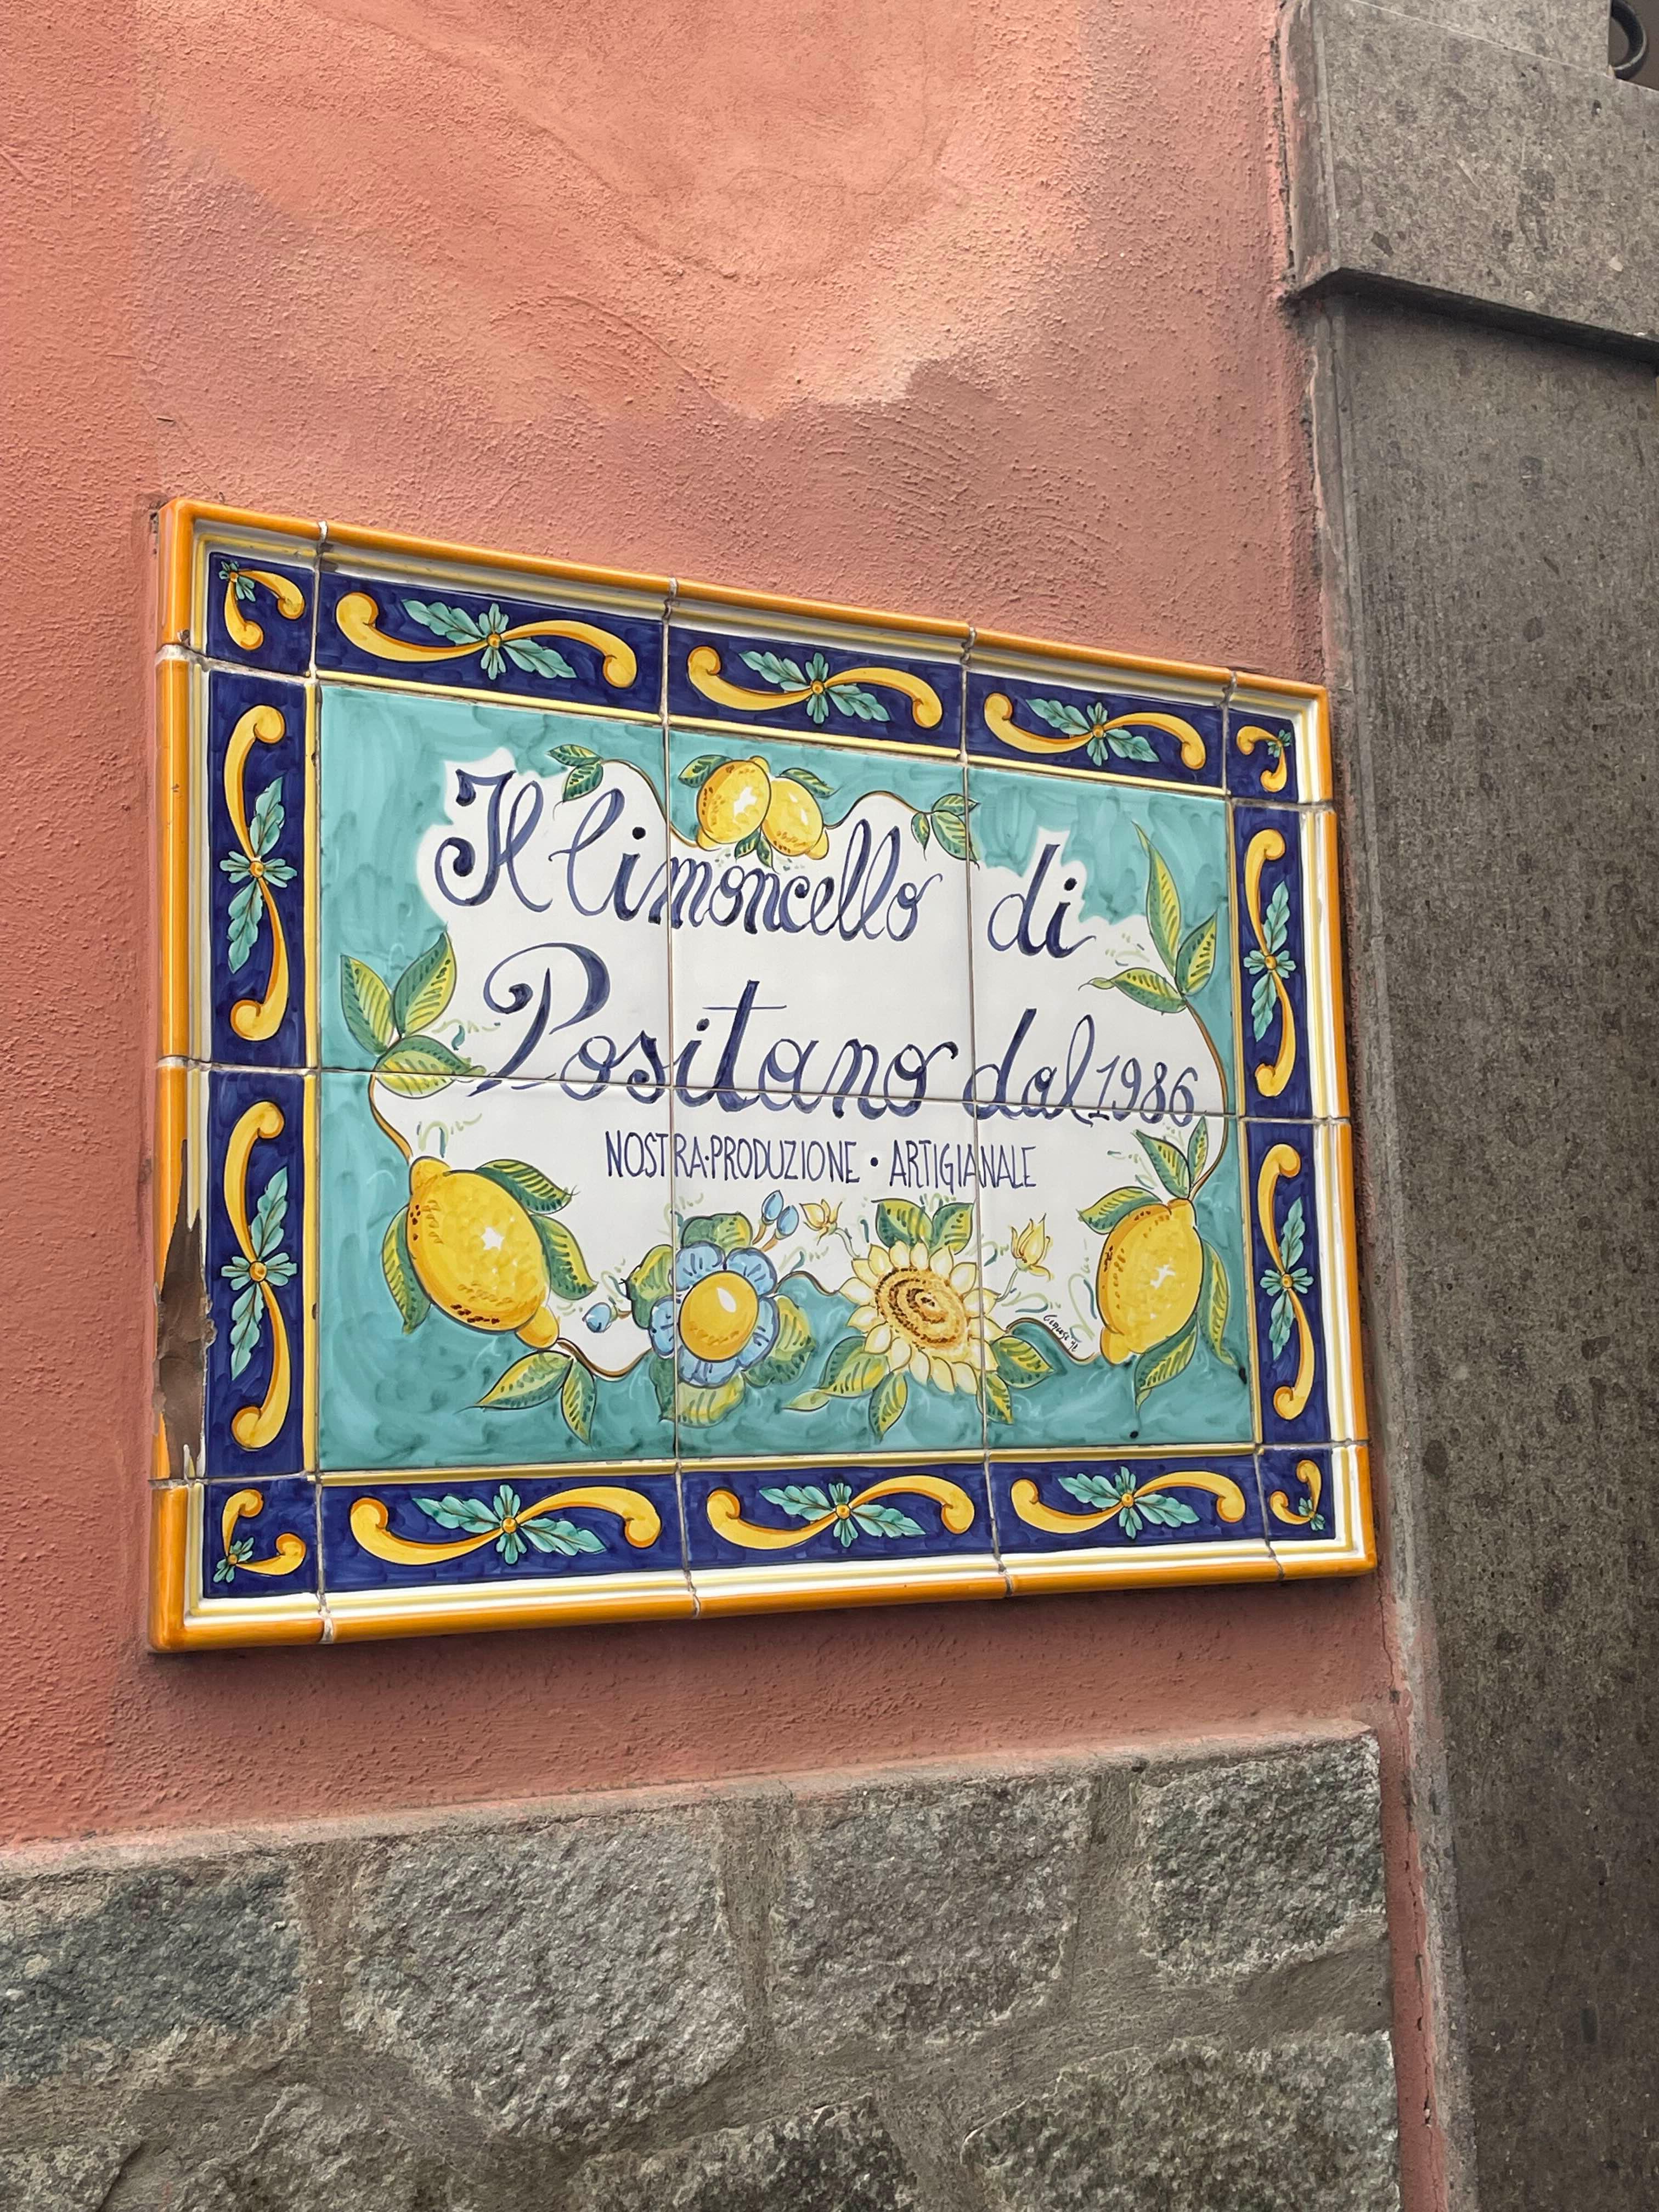 Il limoncello di
Positano dal 1986
NOSTRA·PRODUZIONE · ARTIGIANALE